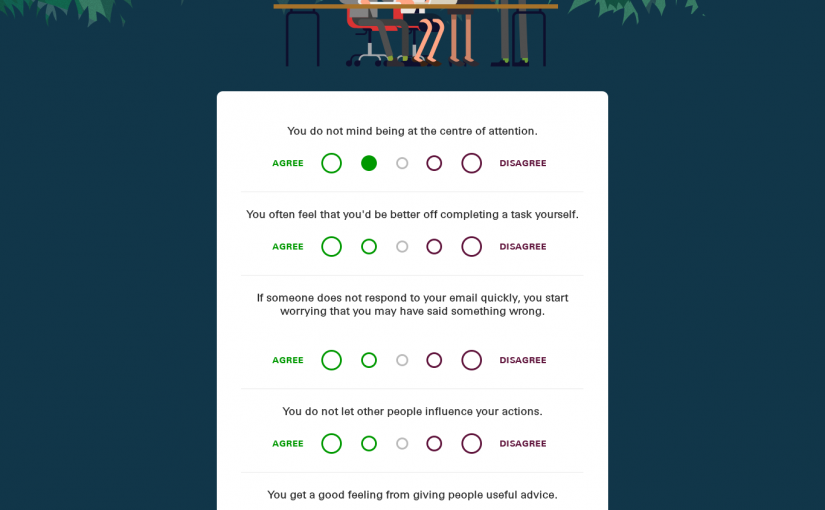 You do not mind being at the centre of attention.
AGREE DISAGREE
You often feel that you'd be better off completing a task yourself.
AGREE DISAGREE
If someone does not respond to your email quickly, you start
worrying that you may have said something wrong.
AGREE DISAGREE
You do not let other people influence your actions.
AGREE DISAGREE
You get a good feeling from giving people useful advice.